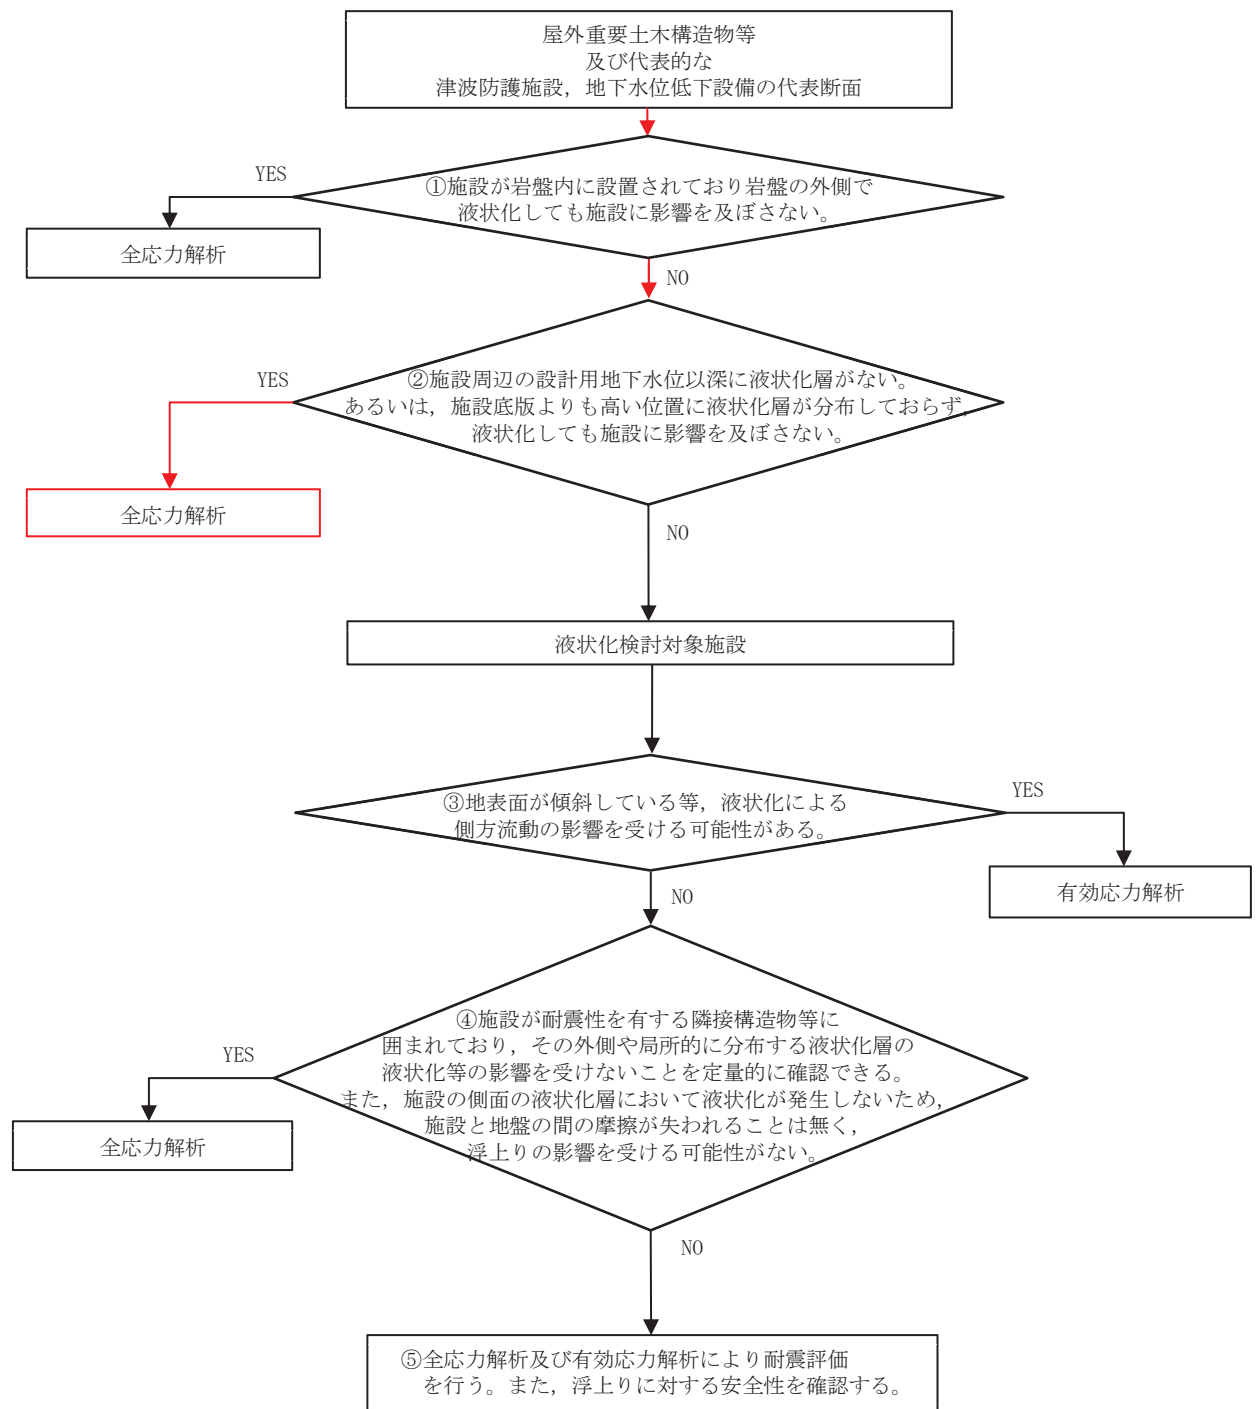 屋外重要土木構造物等
及び代表的な
津波防護施設，地下水位低下設備の代表断面
YES
①施設が岩盤内に設置されており岩盤の外側で
液状化しても施設に影響を及ぼさない。
全応力解析
NO
YES
②施設周辺の設計用地下水位以深に液状化層がない。
あるいは，施設底版よりも高い位置に液状化層が分布しておらず，
液状化しても施設に影響を及ぼさない。
全応力解析
NO
液状化検討対象施設
③地表面が傾斜している等，液状化による
側方流動の影響を受ける可能性がある。
YES
有効応力解析
NO
④施設が耐震性を有する隣接構造物等に
囲まれており，その外側や局所的に分布する液状化層の
液状化等の影響を受けないことを定量的に確認できる。
また，施設の側面の液状化層において液状化が発生しないため，
施設と地盤の間の摩擦が失われることは無く，
浮上りの影響を受ける可能性がない。
YES
全応力解析
NO
⑤全応力解析及び有効応力解析により耐震評価
を行う。また，浮上りに対する安全性を確認する。